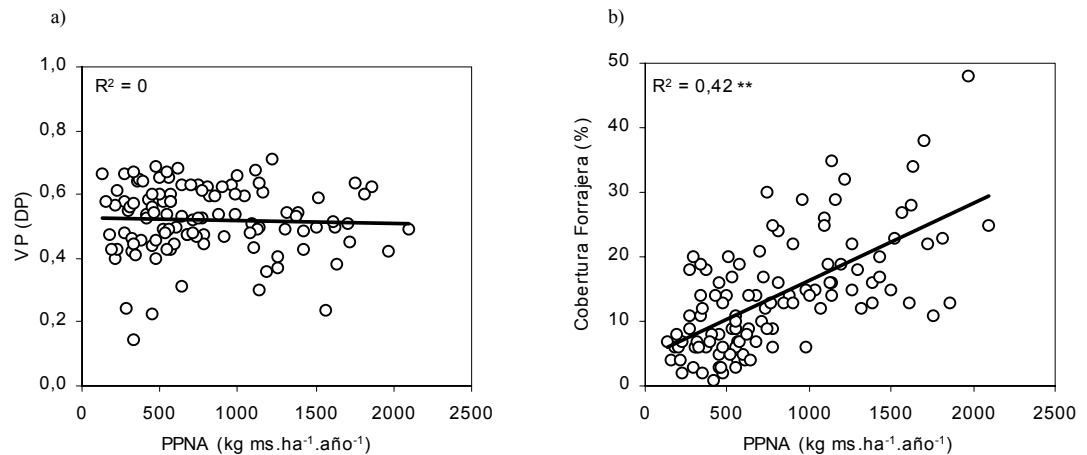 a)
R² = 0
VP (DP)
1,0
0,8
0,6
0,4
0,2
0,0
0 500 1000 1500 2000 2500
PPNA (kg ms.ha⁻¹.año⁻¹)
b)
R² = 0,42 **
Cobertura Forrajera (%)
50
40
30
20
10
0
0 500 1000 1500 2000 2500
PPNA (kg ms.ha⁻¹.año⁻¹)